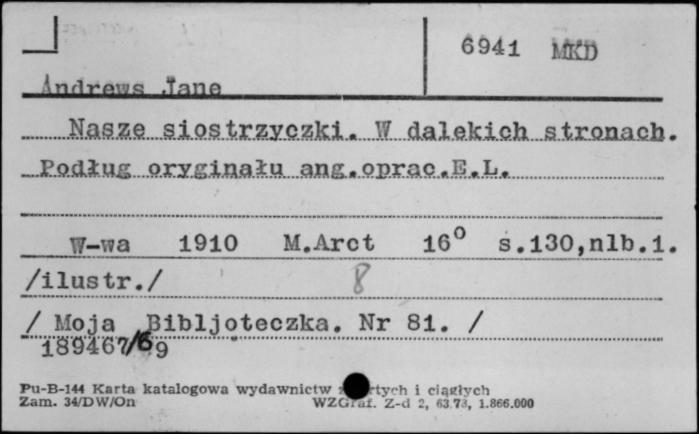 6941 MKD
Andrews Jane
Nasze siostrzyczki. W dalekich stronach.
Podług oryginału ang.oprac.E.L.
W-wa 1910 M.Arct 16° s.130,nlb.1.
/ilustr./ 8
/ Moja Bibljoteczka. Nr 81. /
189467/69
Pu-B-144 Karta katalogowa wydawnictw i ciągłych
Zam. 34/DW/On WZGraf. Z-d 2, 63.73, 1.866.000